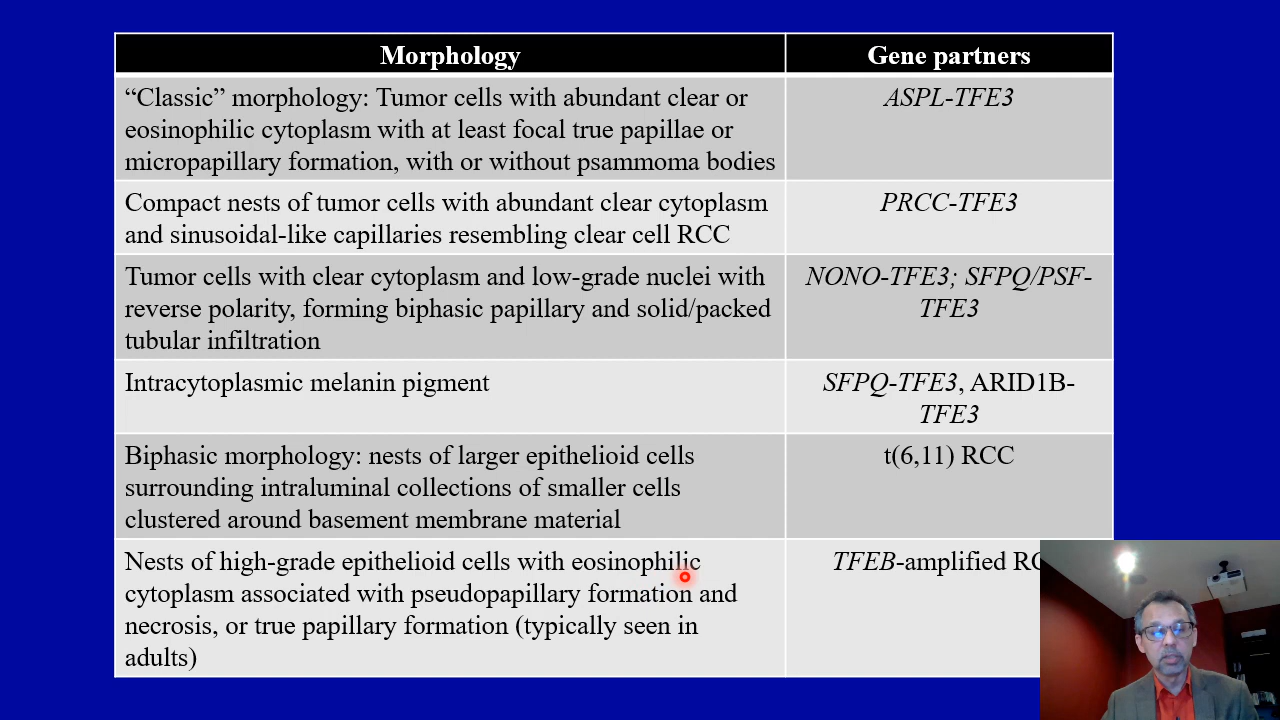 Morphology
Gene partners
“Classic” morphology: Tumor cells with abundant clear or
eosinophilic cytoplasm with at least focal true papillae or
micropapillary formation, with or without psammoma bodies
ASPL-TFE3
Compact nests of tumor cells with abundant clear cytoplasm
and sinusoidal-like capillaries resembling clear cell RCC
PRCC-TFE3
Tumor cells with clear cytoplasm and low-grade nuclei with
reverse polarity, forming biphasic papillary and solid/packed
tubular infiltration
NONO-TFE3; SFPQ/PSF-
TFE3
Intracytoplasmic melanin pigment
SFPQ-TFE3, ARID1B-
TFE3
Biphasic morphology: nests of larger epithelioid cells
surrounding intraluminal collections of smaller cells
clustered around basement membrane material
t(6,11) RCC
Nests of high-grade epithelioid cells with eosinophilic
cytoplasm associated with pseudopapillary formation and
necrosis, or true papillary formation (typically seen in
adults)
TFEB-amplified